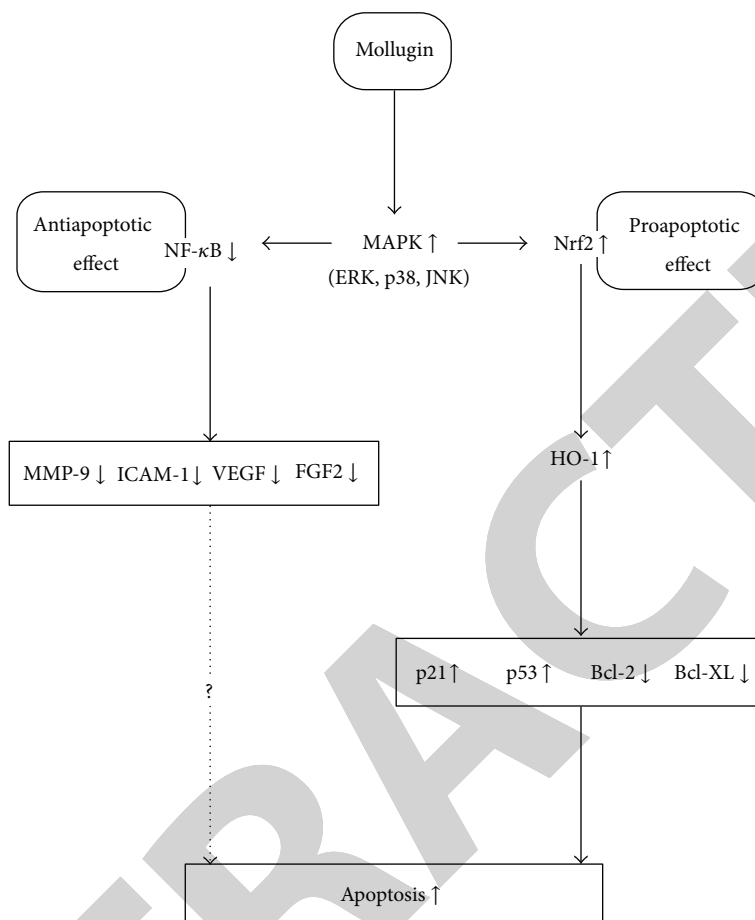 Mollugin
Antiapoptotic
effect
NF-κB ↓
MAPK ↑
(ERK, p38, JNK)
Nrf2 ↑
Proapoptotic
effect
MMP-9 ↓ ICAM-1 ↓ VEGF ↓ FGF2 ↓
HO-1 ↑
p21 ↑ p53 ↑ Bcl-2 ↓ Bcl-XL ↓
?
Apoptosis ↑